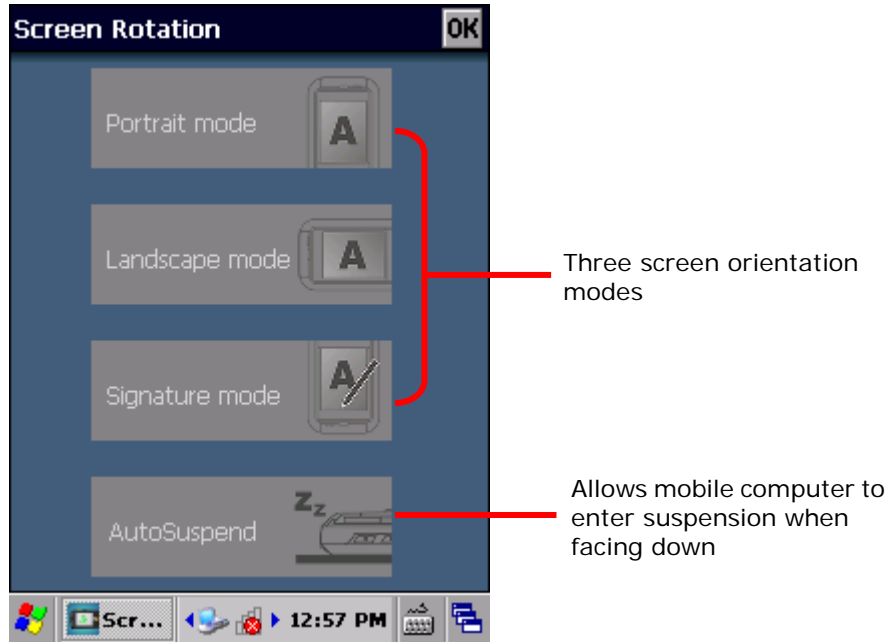 Screen Rotation OK
Portrait mode
A
Landscape mode
A
Three screen orientation
modes
Signature mode
A
AutoSuspend
Zz
Allows mobile computer to
enter suspension when
facing down
Scr... 12:57 PM